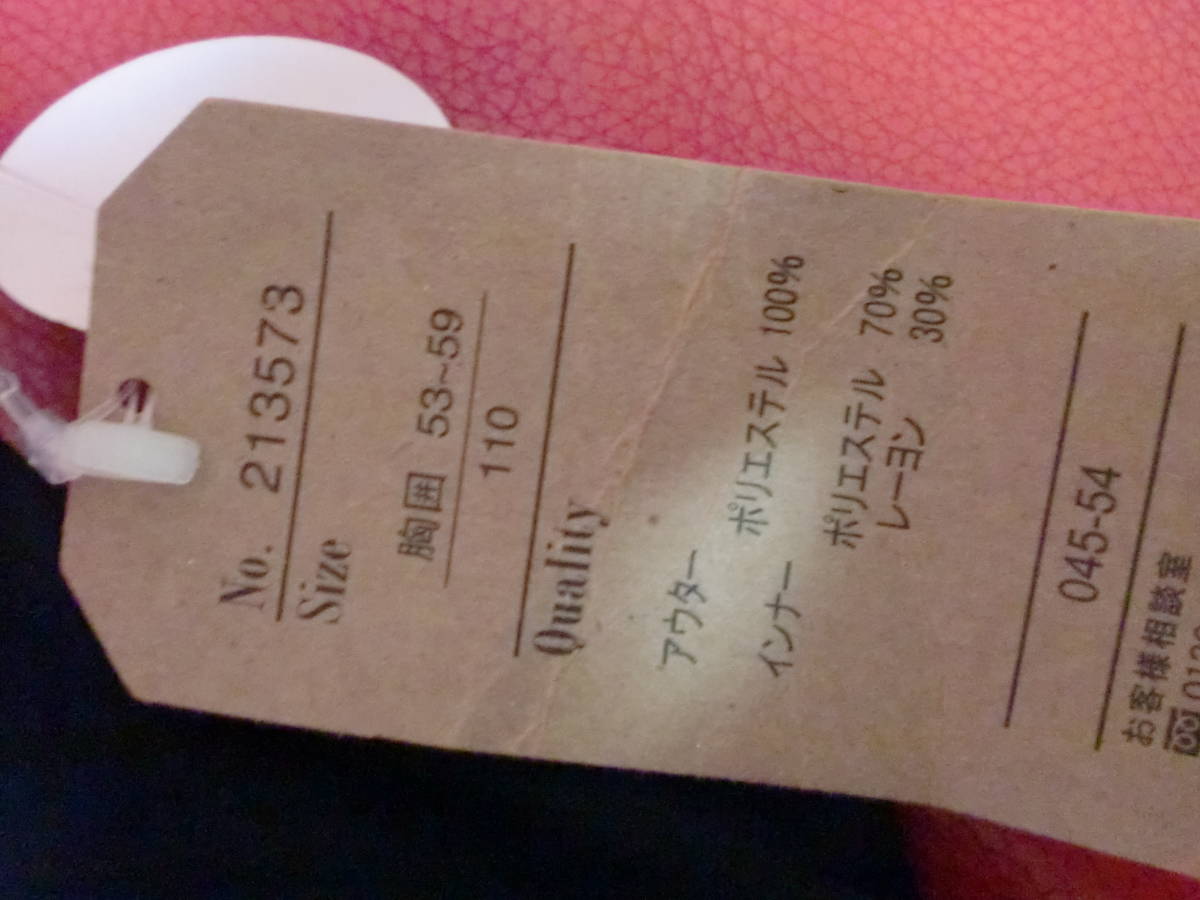 No. 213573
Size
胸囲 53~59
110
Quality
アウター
ポリエステル 100%
インナー
ポリエステル 70%
レーヨン 30%
045-54
お客様相談室